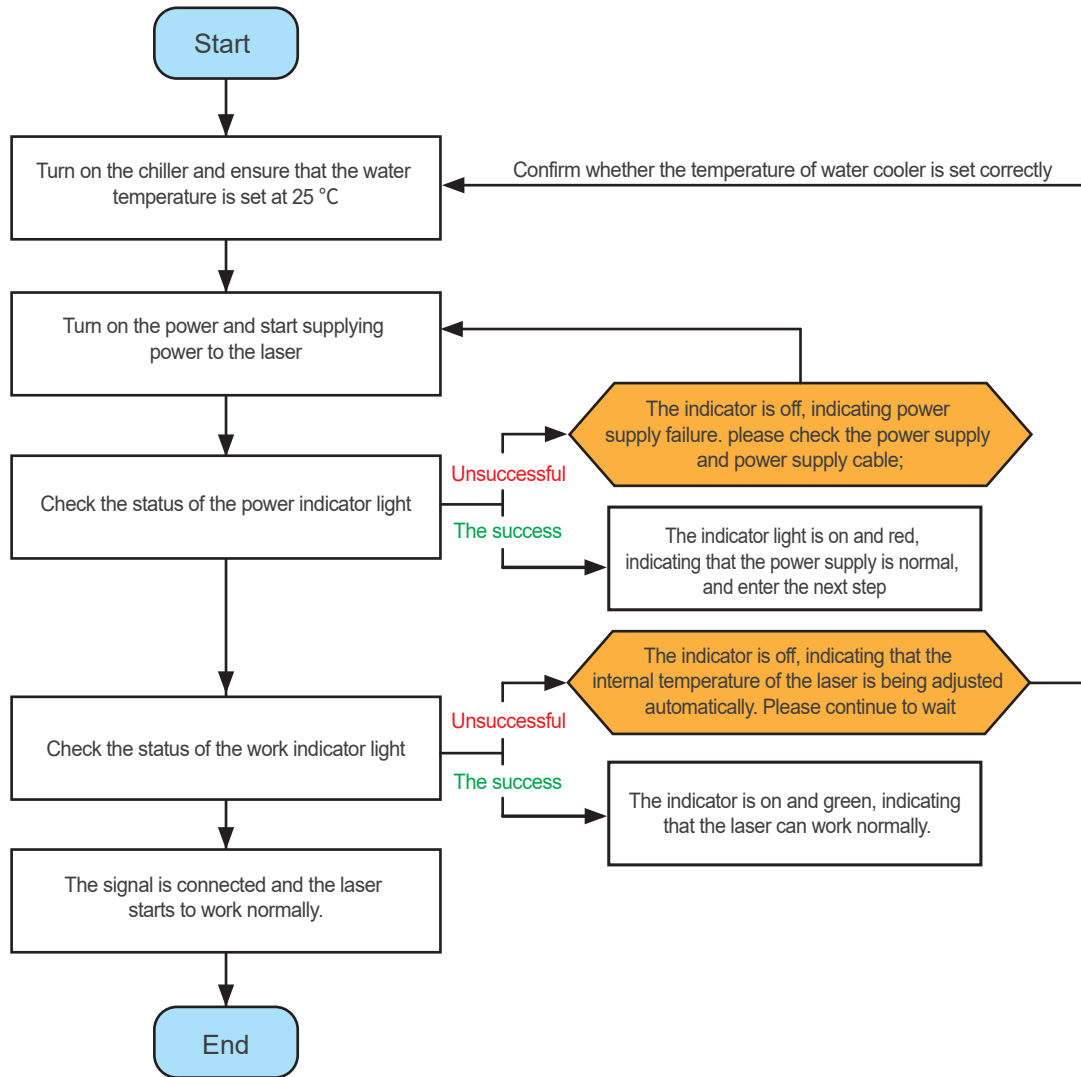 Start
Turn on the chiller and ensure that the water
temperature is set at 25 °C
Confirm whether the temperature of water cooler is set correctly
Turn on the power and start supplying
power to the laser
The indicator is off, indicating power
supply failure. please check the power supply
and power supply cable;
Unsuccessful
Check the status of the power indicator light
The success
The indicator light is on and red,
indicating that the power supply is normal,
and enter the next step
The indicator is off, indicating that the
internal temperature of the laser is being adjusted
automatically. Please continue to wait
Unsuccessful
Check the status of the work indicator light
The success
The indicator is on and green, indicating
that the laser can work normally.
The signal is connected and the laser
starts to work normally.
End